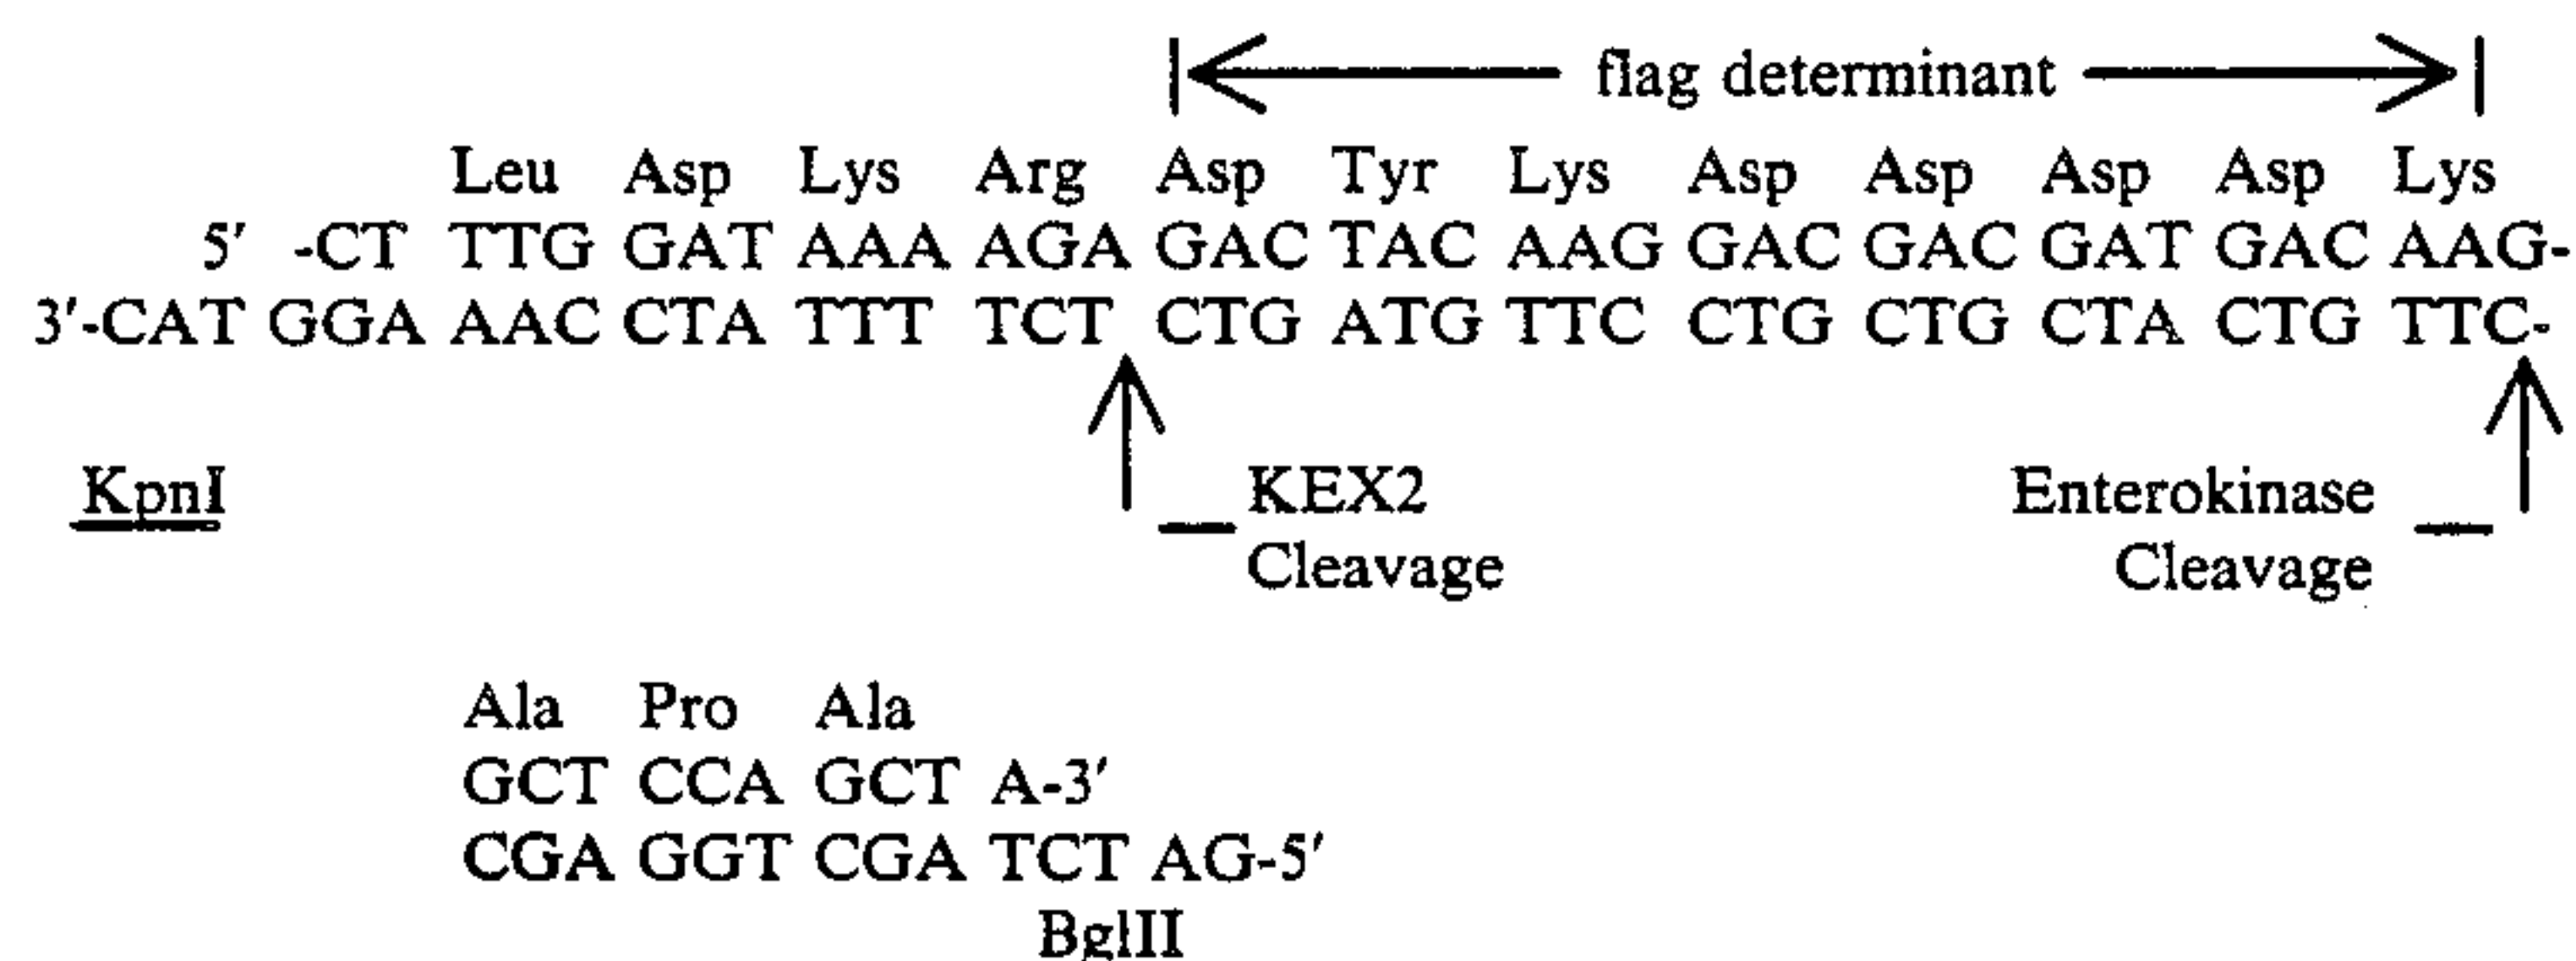 flag determinant
Leu Asp Lys Arg Asp Tyr Lys Asp Asp Asp Asp Lys
5′ -CT TTG GAT AAA AGA GAC TAC AAG GAC GAC GAT GAC AAG-
3′-CAT GGA AAC CTA TTT TCT CTG ATG TTC CTG CTG CTA CTG TTC-
KpnI KEX2 Enterokinase
Cleavage Cleavage
Ala Pro Ala
GCT CCA GCT A-3′
CGA GGT CGA TCT AG-5′
BglII